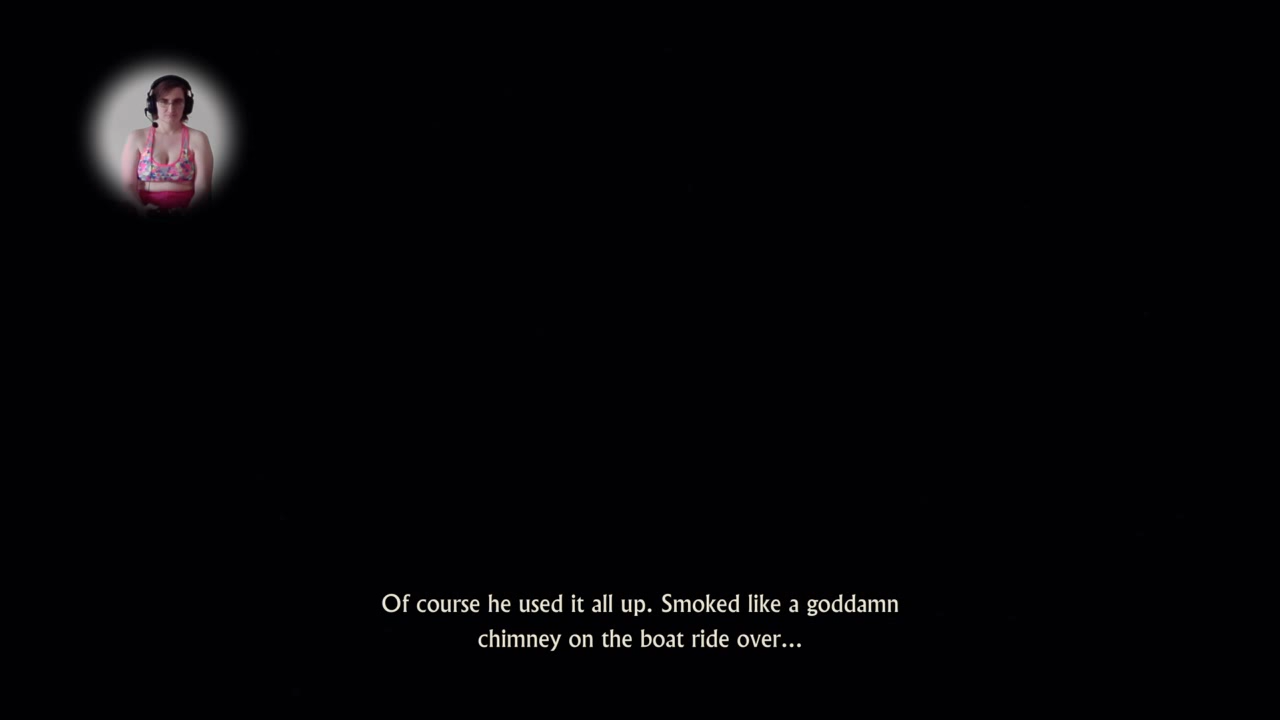 Of course he used it all up. Smoked like a goddamn
chimney on the boat ride over...